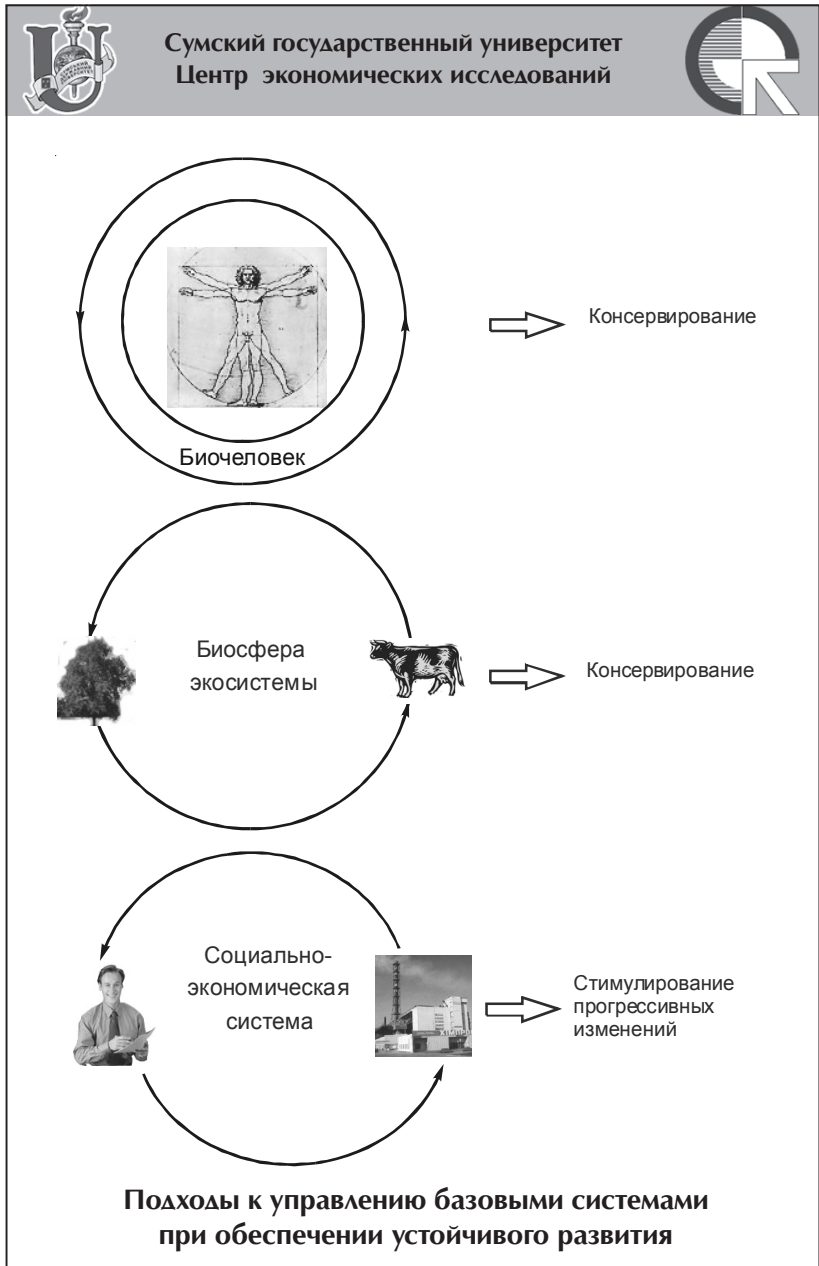 Сумский государственный университет
Центр экономических исследований
Консервирование
Биочеловек
Биосфера
экосистемы
Консервирование
Социально-
экономическая
система
Стимулирование
прогрессивных
изменений
Подходы к управлению базовыми системами
при обеспечении устойчивого развития